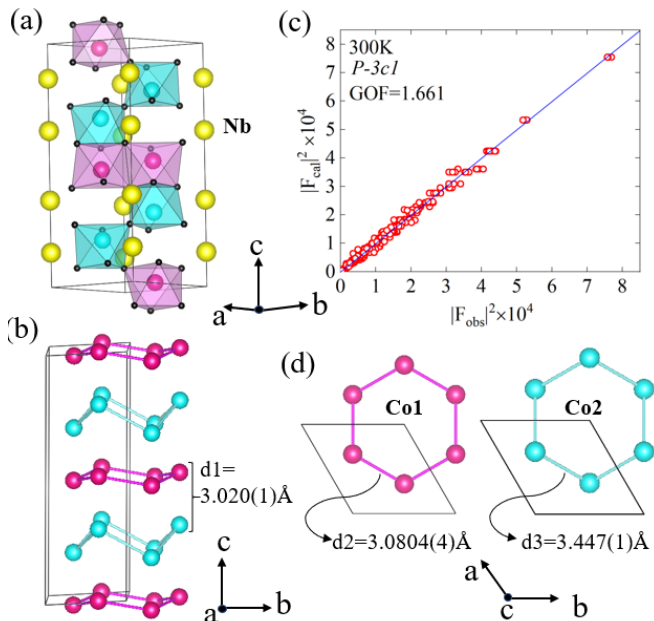 (a)
Nb
c
a
b
(b)
d1=
3.020(1)Å
c
a
b
(c)
300K
P-3c1
GOF=1.661
|F_cal|² ×10⁴
8
7
6
5
4
3
2
1
0
0 1 2 3 4 5 6 7 8
|F_obs|²×10⁴
(d)
Co1
Co2
d2=3.0804(4)Å
d3=3.447(1)Å
a
c
b